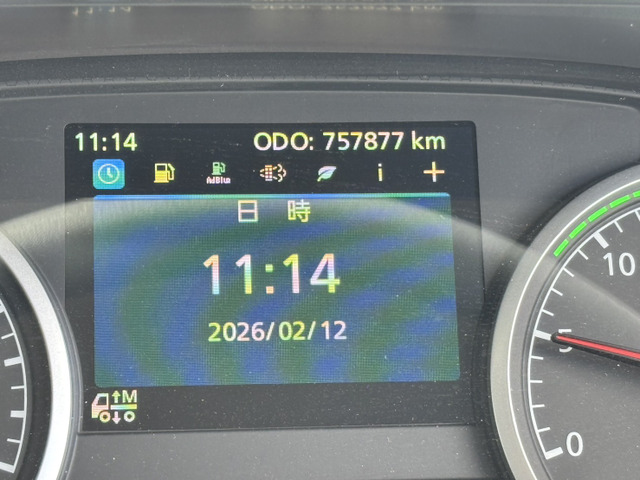 11:14 ODO: 757877 km
AdBlue
i +
日 時
11:14
2026/02/12
M
10
5
0